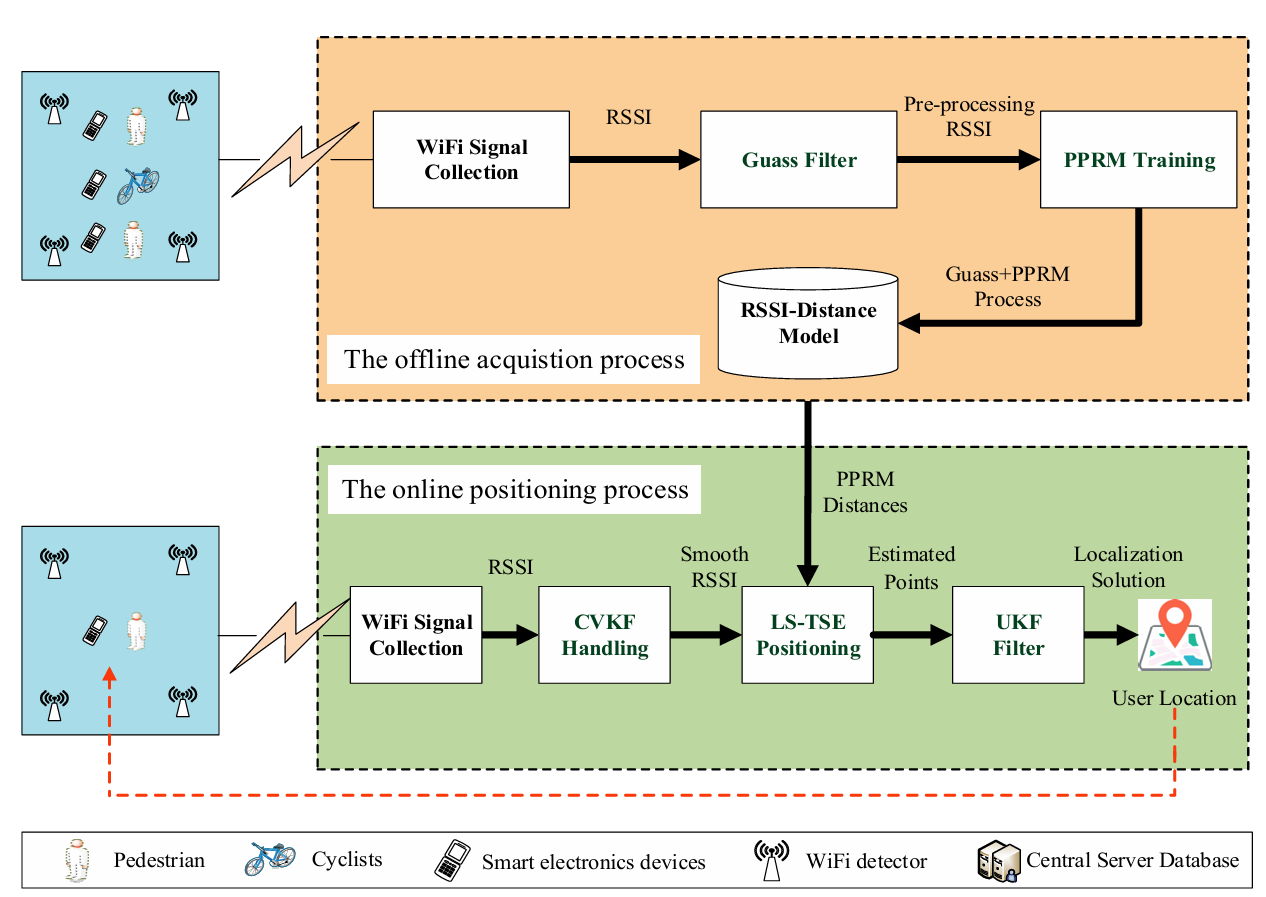 RSSI
Pre-processing
RSSI
WiFi Signal
Collection
Guass Filter
PPRM Training
Guass+PPRM
Process
RSSI-Distance
Model
The offline acquistion process
The online positioning process
PPRM
Distances
RSSI
Smooth
RSSI
Estimated
Points
Localization
Solution
WiFi Signal
Collection
CVKF
Handling
LS-TSE
Positioning
UKF
Filter
User Location
Pedestrian
Cyclists
Smart electronics devices
WiFi detector
Central Server Database